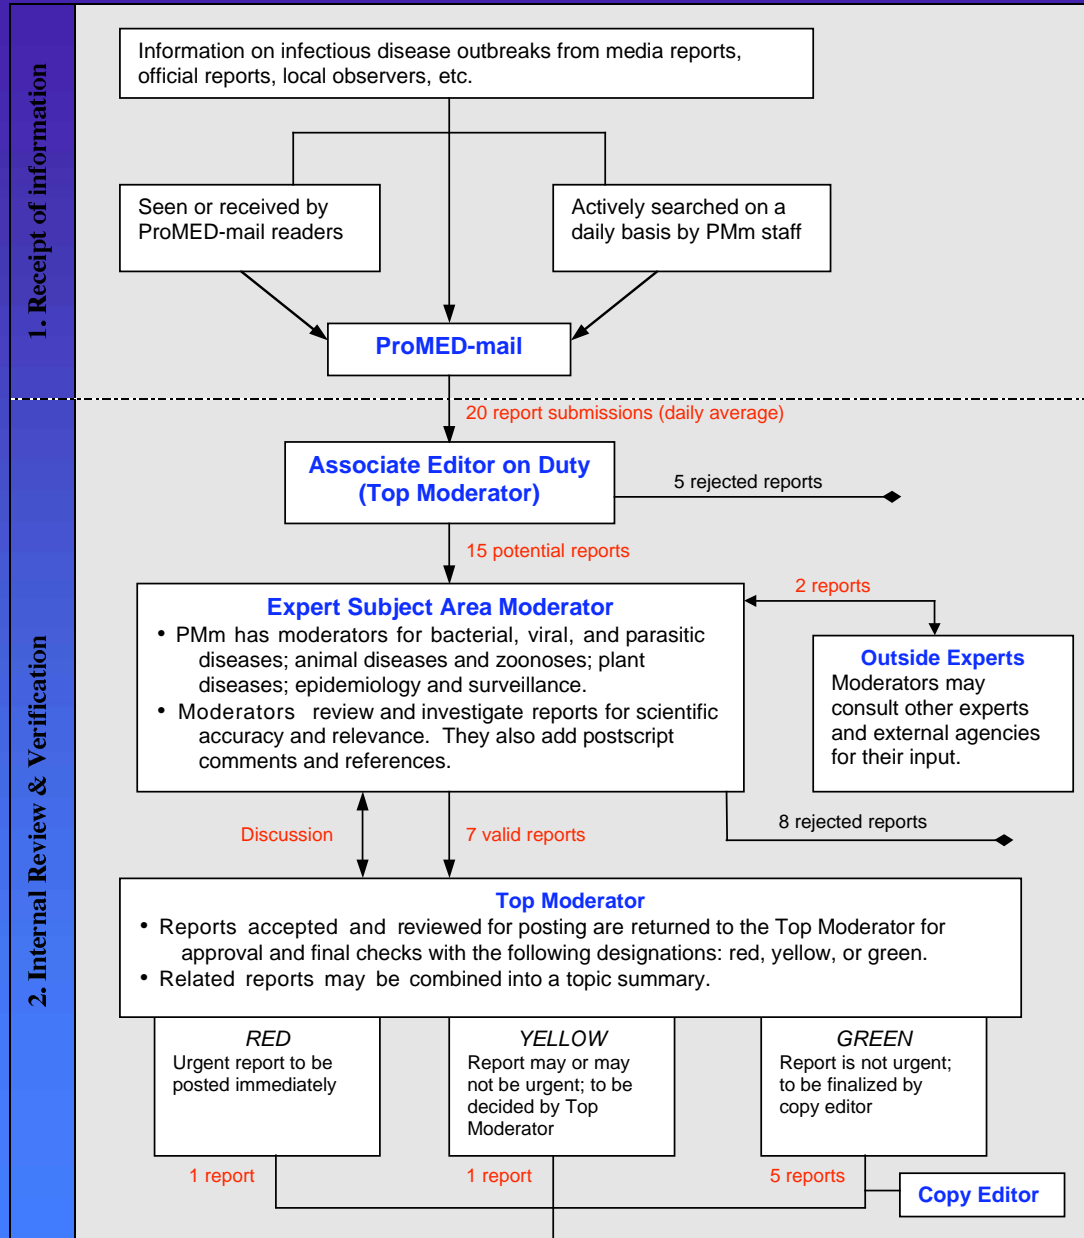 1. Receipt of information
Information on infectious disease outbreaks from media reports,
official reports, local observers, etc.
Seen or received by
ProMED-mail readers
Actively searched on a
daily basis by PMm staff
ProMED-mail
2. Internal Review & Verification
20 report submissions (daily average)
Associate Editor on Duty
(Top Moderator)
5 rejected reports
15 potential reports
Expert Subject Area Moderator
• PMm has moderators for bacterial, viral, and parasitic
diseases; animal diseases and zoonoses; plant
diseases; epidemiology and surveillance.
• Moderators review and investigate reports for scientific
accuracy and relevance. They also add postscript
comments and references.
2 reports
Outside Experts
Moderators may
consult other experts
and external agencies
for their input.
Discussion
7 valid reports
8 rejected reports
Top Moderator
• Reports accepted and reviewed for posting are returned to the Top Moderator for
approval and final checks with the following designations: red, yellow, or green.
• Related reports may be combined into a topic summary.
RED
Urgent report to be
posted immediately
YELLOW
Report may or may
not be urgent; to be
decided by Top
Moderator
GREEN
Report is not urgent;
to be finalized by
copy editor
1 report
1 report
5 reports
Copy Editor